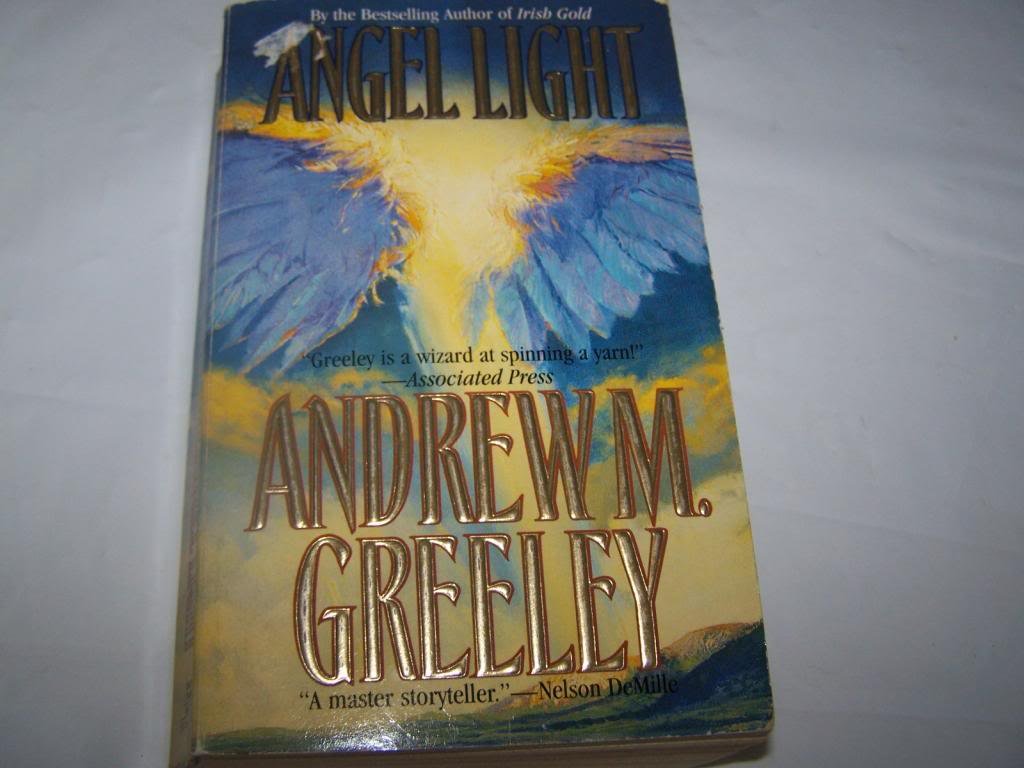 By the Bestselling Author of Irish Gold
ANGEL LIGHT
"Greeley is a wizard at spinning a yarn!"
—Associated Press
ANDREW M.
GREELEY
"A master storyteller."—Nelson DeMille